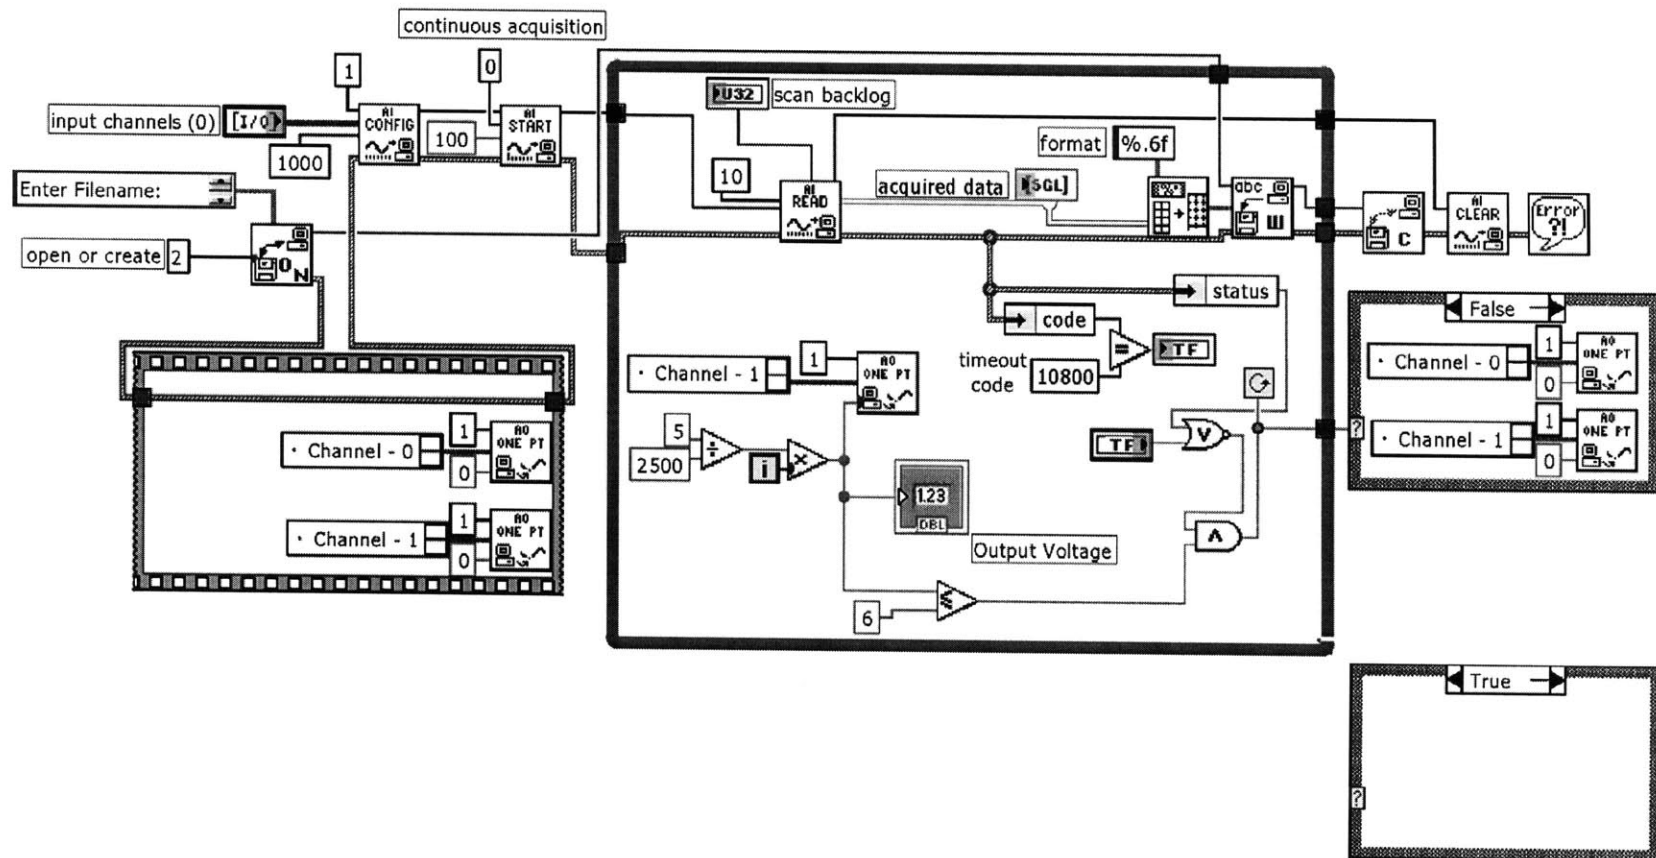 continuous acquisition
1
0
input channels (0)
[I/O]
AI
CONFIG
AI
START
1000
100
Enter Filename:
open or create
2
O
N
U32
scan backlog
format
%.6f
10
acquired data
[SGL]
AI
READ
abc
W
C
AI
CLEAR
Error
?!
status
code
timeout
code
10800
=
TF
Channel - 1
1
AO
ONE PT
5
2500
÷
i
×
1.23
DBL
Output Voltage
TF
V
Λ
6
≤
Channel - 0
1
0
AO
ONE PT
Channel - 1
1
0
AO
ONE PT
False
?
Channel - 0
1
0
AO
ONE PT
Channel - 1
1
0
AO
ONE PT
True
?